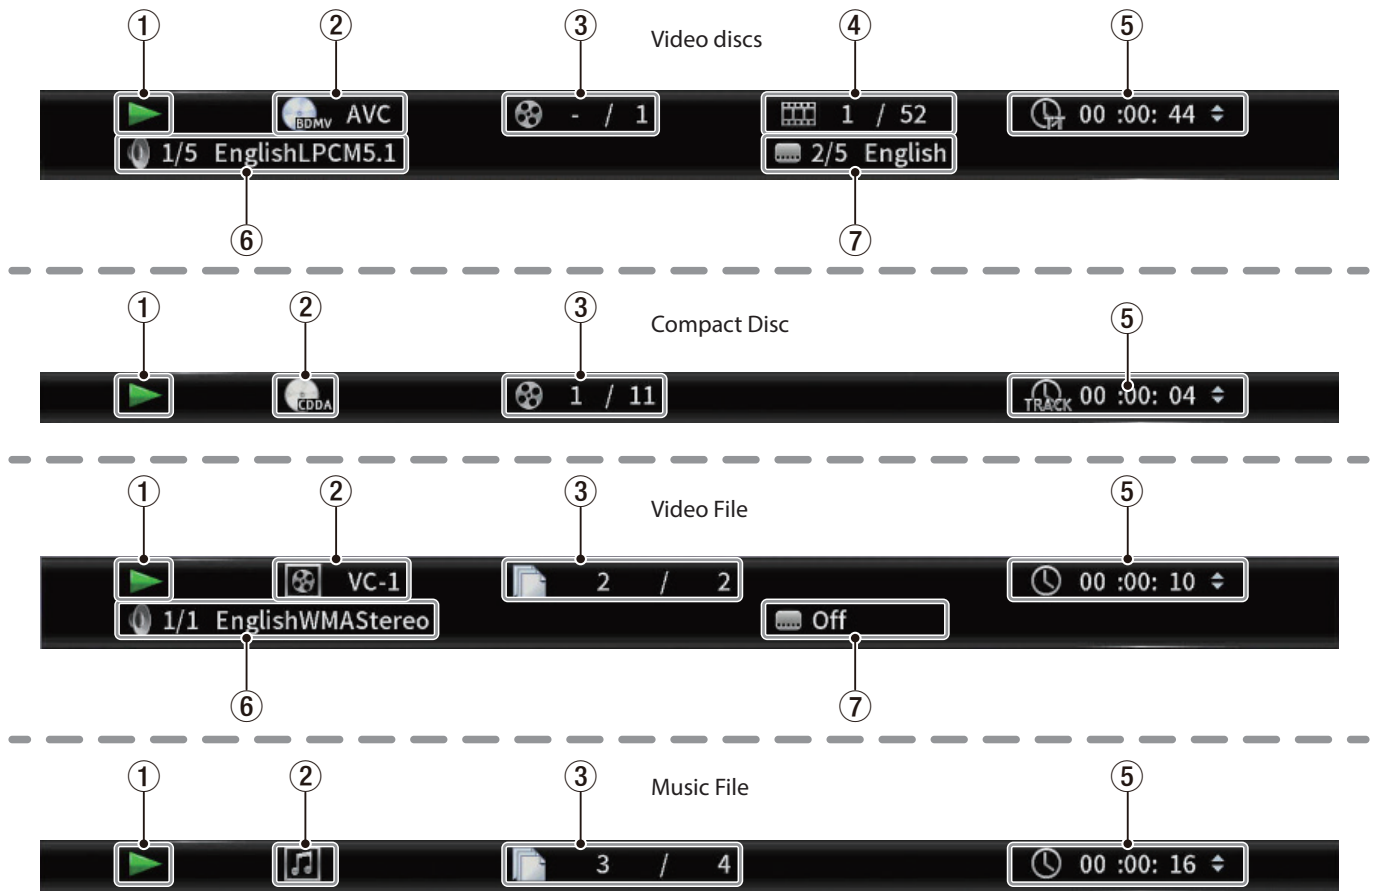 ① ② ③ Video discs ④ ⑤
BDMV AVC - / 1 1 / 52 TT 00 :00: 44
1/5 EnglishLPCM5.1 2/5 English
⑥ ⑦
① ② ③ Compact Disc ⑤
CDDA 1 / 11 TRACK 00 :00: 04
① ② ③ Video File ⑤
VC-1 2 / 2 00 :00: 10
1/1 EnglishWMAStereo Off
⑥ ⑦
① ② ③ Music File ⑤
3 / 4 00 :00: 16